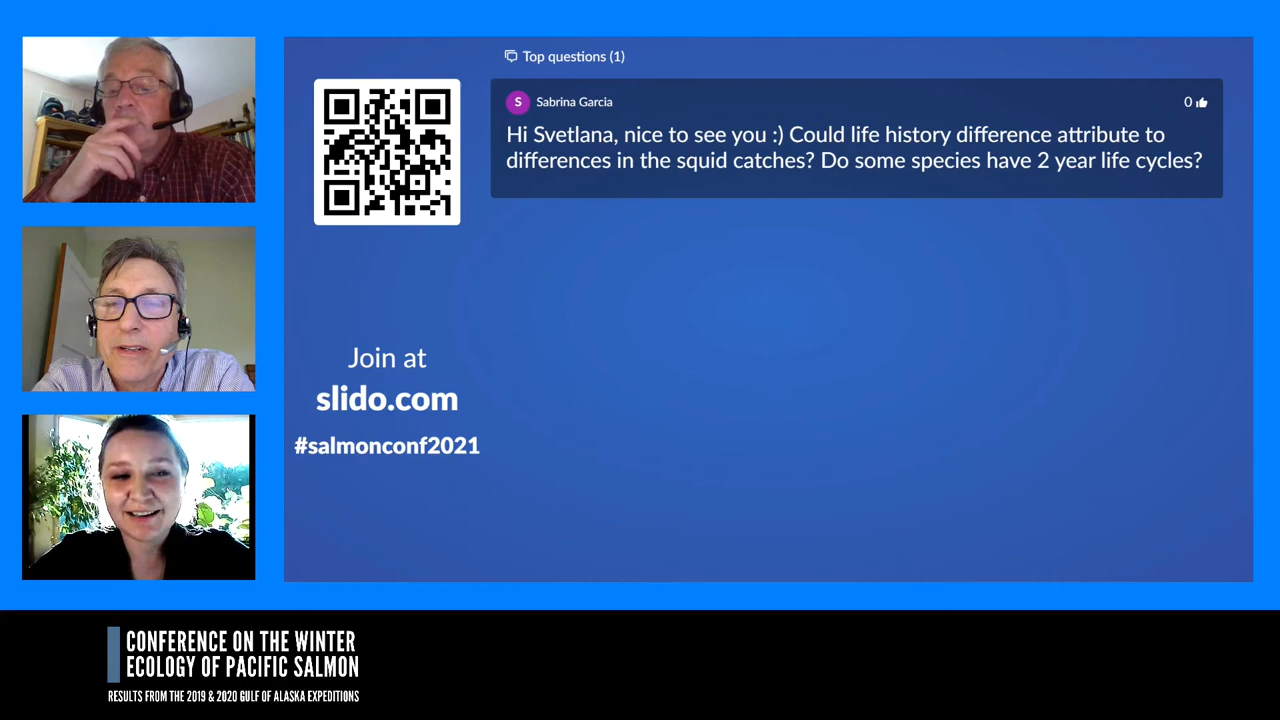 Top questions (1)
S Sabrina Garcia 0
Hi Svetlana, nice to see you :) Could life history difference attribute to
differences in the squid catches? Do some species have 2 year life cycles?
Join at
slido.com
#salmonconf2021
CONFERENCE ON THE WINTER
ECOLOGY OF PACIFIC SALMON
RESULTS FROM THE 2019 & 2020 GULF OF ALASKA EXPEDITIONS